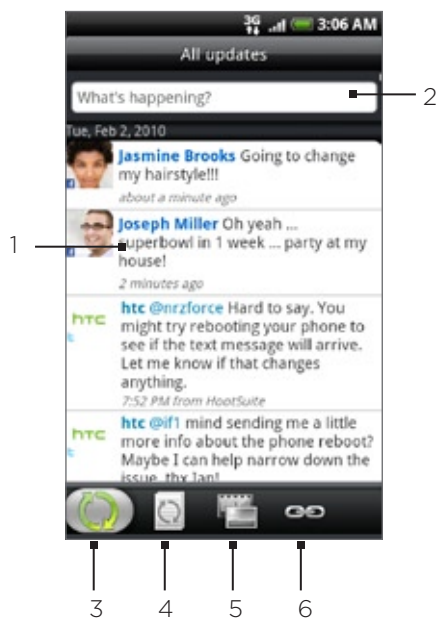 3G 3:06 AM
All updates
What's happening?
2
Tue, Feb 2, 2010
Jasmine Brooks Going to change
my hairstyle!!!
about a minute ago
1
Joseph Miller Oh yeah ...
superbowl in 1 week ... party at my
house!
2 minutes ago
htc
htc @nrzforce Hard to say. You
might try rebooting your phone to
see if the text message will arrive.
Let me know if that changes
anything.
7:52 PM from HootSuite
htc
htc @if1 mind sending me a little
more info about the phone reboot?
Maybe I can help narrow down the
issue, thx Ian!
3 4 5 6